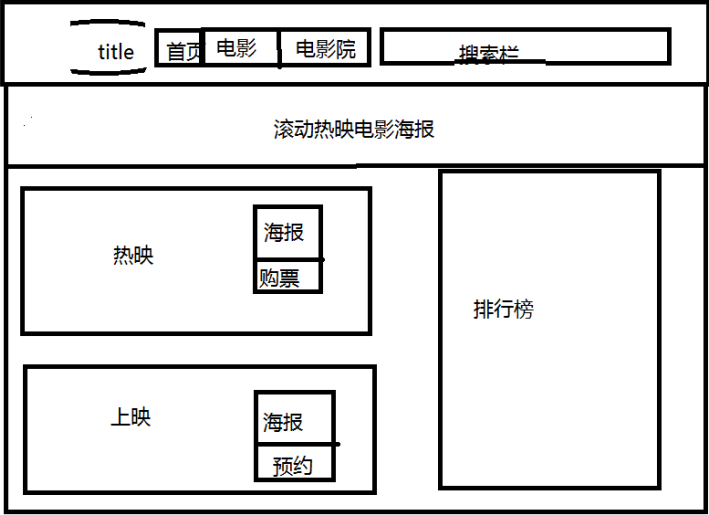 title 首页 电影 电影院 搜索栏
滚动热映电影海报
热映
海报
购票
排行榜
上映
海报
预约